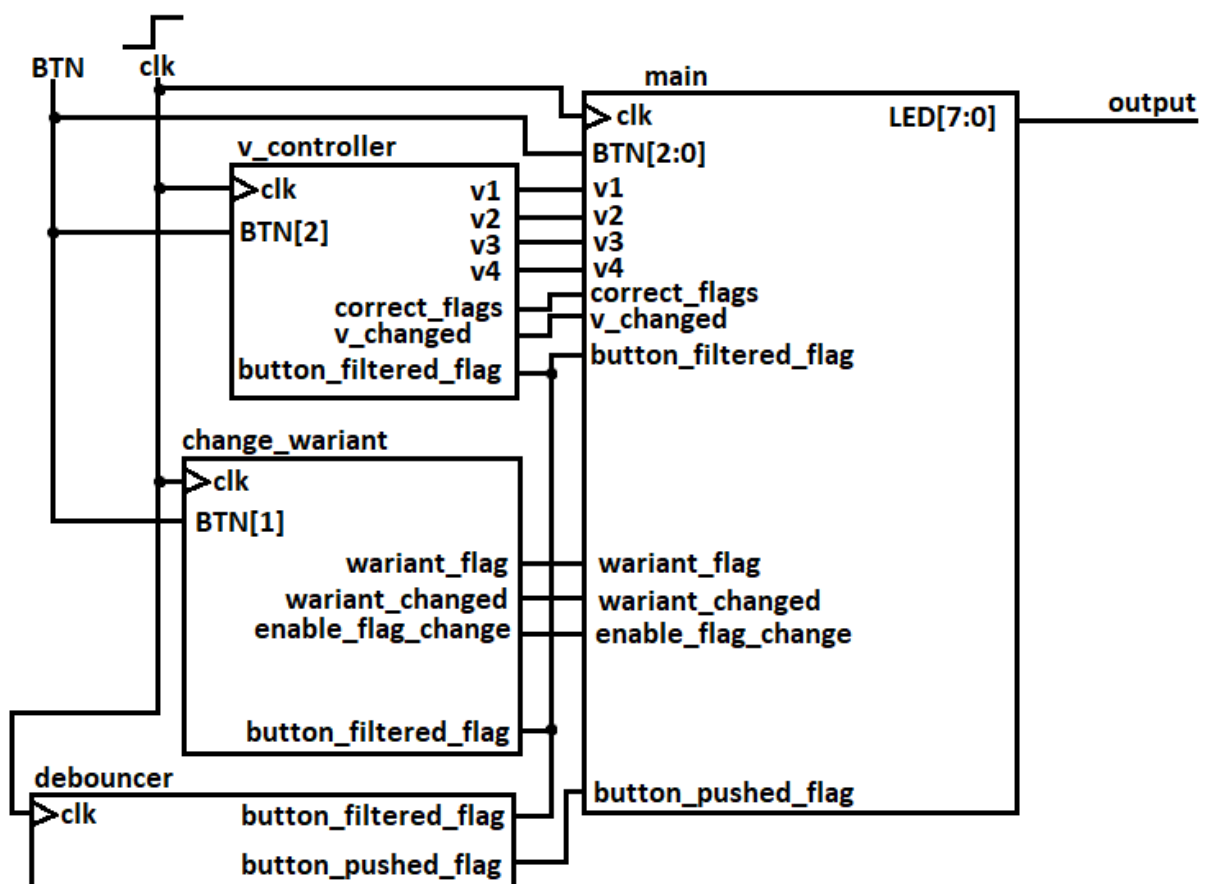 BTN
clk
main
clk
LED[7:0]
output
BTN[2:0]
v1
v2
v3
v4
correct_flags
v_changed
button_filtered_flag
wariant_flag
wariant_changed
enable_flag_change
button_pushed_flag
v_controller
clk
BTN[2]
v1
v2
v3
v4
correct_flags
v_changed
button_filtered_flag
change_wariant
clk
BTN[1]
wariant_flag
wariant_changed
enable_flag_change
button_filtered_flag
debouncer
clk
button_filtered_flag
button_pushed_flag